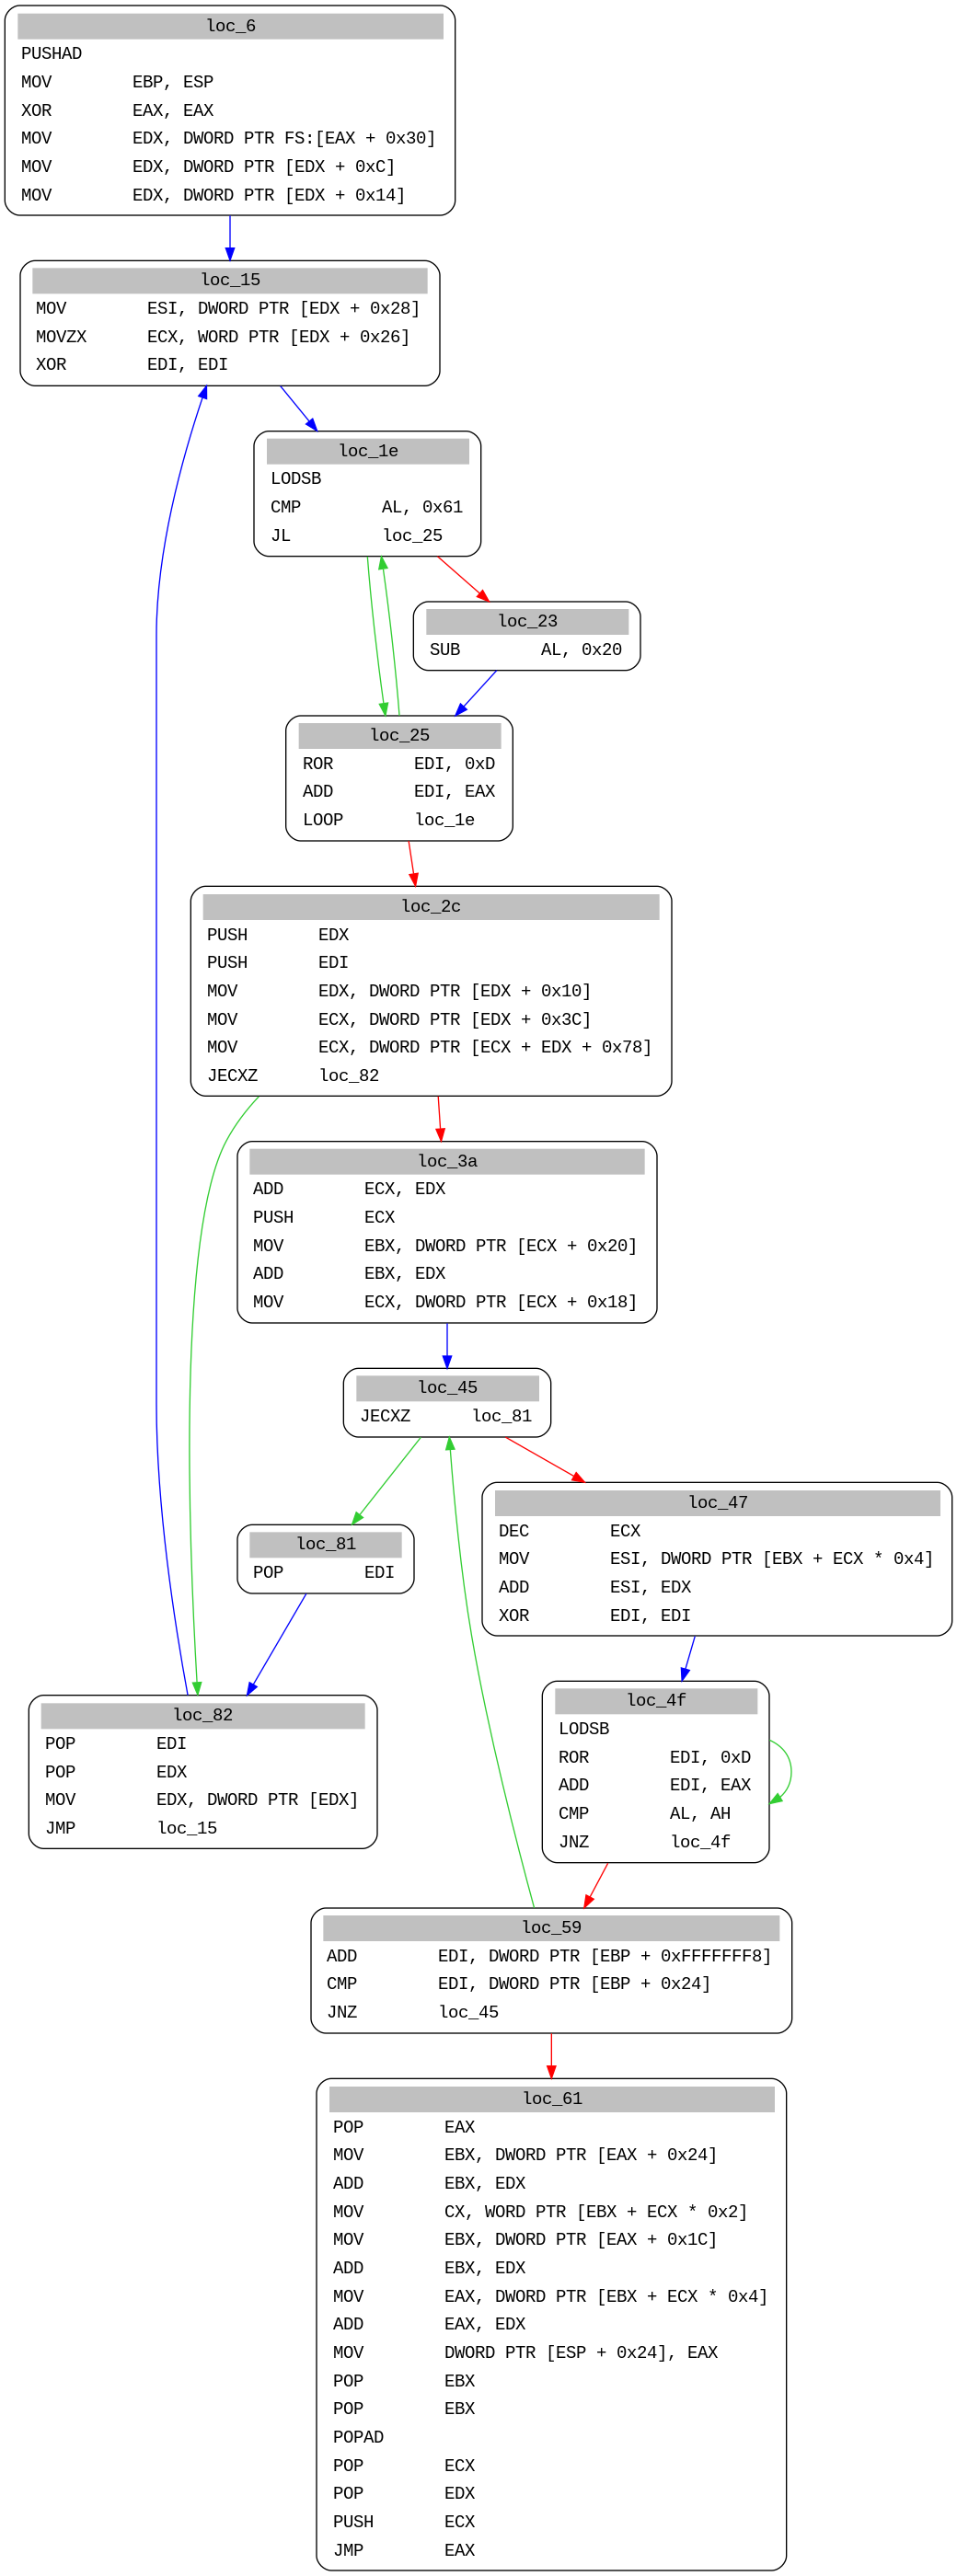 loc_6
PUSHAD
MOV EBP, ESP
XOR EAX, EAX
MOV EDX, DWORD PTR FS:[EAX + 0x30]
MOV EDX, DWORD PTR [EDX + 0xC]
MOV EDX, DWORD PTR [EDX + 0x14]
loc_15
MOV ESI, DWORD PTR [EDX + 0x28]
MOVZX ECX, WORD PTR [EDX + 0x26]
XOR EDI, EDI
loc_1e
LODSB
CMP AL, 0x61
JL loc_25
loc_23
SUB AL, 0x20
loc_25
ROR EDI, 0xD
ADD EDI, EAX
LOOP loc_1e
loc_2c
PUSH EDX
PUSH EDI
MOV EDX, DWORD PTR [EDX + 0x10]
MOV ECX, DWORD PTR [EDX + 0x3C]
MOV ECX, DWORD PTR [ECX + EDX + 0x78]
JECXZ loc_82
loc_3a
ADD ECX, EDX
PUSH ECX
MOV EBX, DWORD PTR [ECX + 0x20]
ADD EBX, EDX
MOV ECX, DWORD PTR [ECX + 0x18]
loc_45
JECXZ loc_81
loc_47
DEC ECX
MOV ESI, DWORD PTR [EBX + ECX * 0x4]
ADD ESI, EDX
XOR EDI, EDI
loc_81
POP EDI
loc_82
POP EDI
POP EDX
MOV EDX, DWORD PTR [EDX]
JMP loc_15
loc_4f
LODSB
ROR EDI, 0xD
ADD EDI, EAX
CMP AL, AH
JNZ loc_4f
loc_59
ADD EDI, DWORD PTR [EBP + 0xFFFFFFF8]
CMP EDI, DWORD PTR [EBP + 0x24]
JNZ loc_45
loc_61
POP EAX
MOV EBX, DWORD PTR [EAX + 0x24]
ADD EBX, EDX
MOV CX, WORD PTR [EBX + ECX * 0x2]
MOV EBX, DWORD PTR [EAX + 0x1C]
ADD EBX, EDX
MOV EAX, DWORD PTR [EBX + ECX * 0x4]
ADD EAX, EDX
MOV DWORD PTR [ESP + 0x24], EAX
POP EBX
POP EBX
POPAD
POP ECX
POP EDX
PUSH ECX
JMP EAX